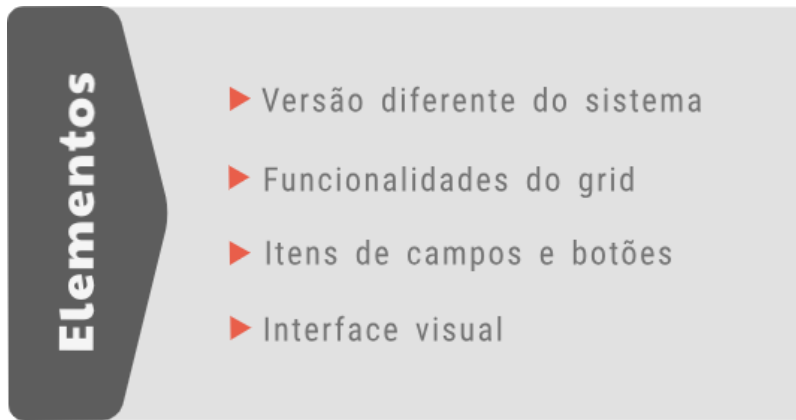 Elementos
Versão diferente do sistema
Funcionalidades do grid
Itens de campos e botões
Interface visual